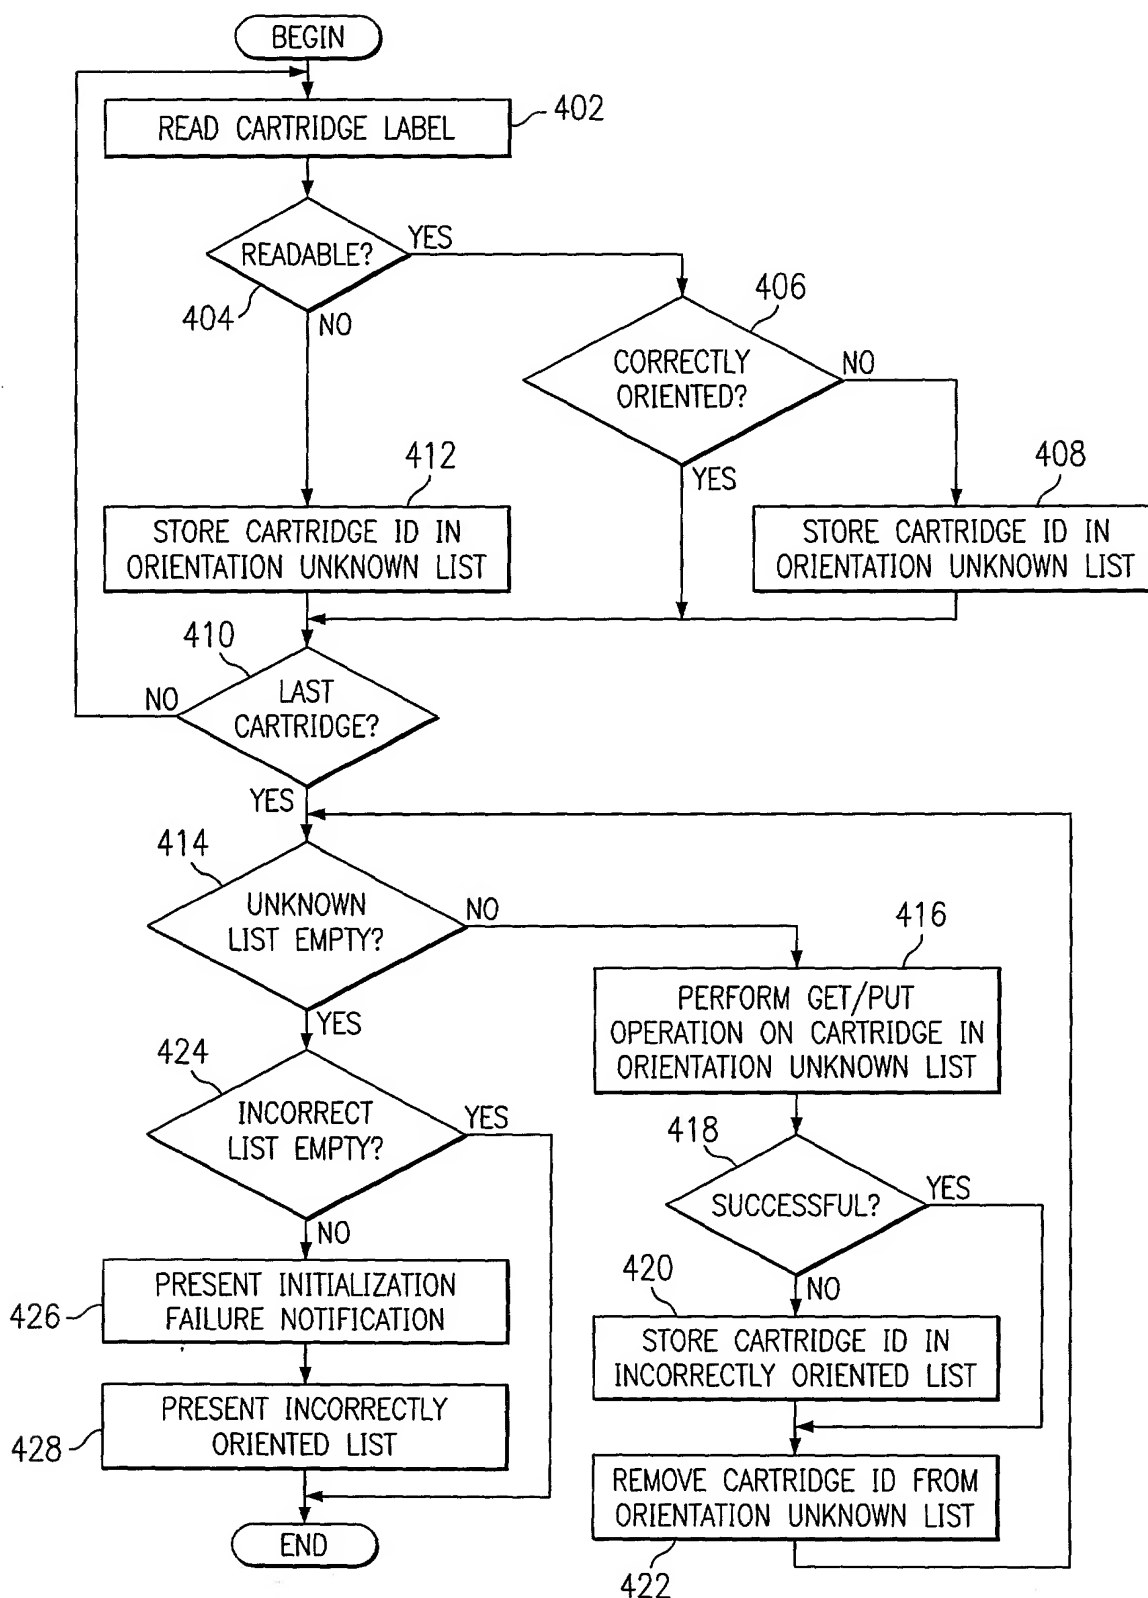 BEGIN
READ CARTRIDGE LABEL
402
READABLE?
YES
404
NO
406
CORRECTLY
ORIENTED?
NO
YES
412
STORE CARTRIDGE ID IN
ORIENTATION UNKNOWN LIST
408
STORE CARTRIDGE ID IN
ORIENTATION UNKNOWN LIST
410
LAST
CARTRIDGE?
NO
YES
414
UNKNOWN
LIST EMPTY?
NO
YES
416
PERFORM GET/PUT
OPERATION ON CARTRIDGE IN
ORIENTATION UNKNOWN LIST
418
SUCCESSFUL?
YES
NO
420
STORE CARTRIDGE ID IN
INCORRECTLY ORIENTED LIST
REMOVE CARTRIDGE ID FROM
ORIENTATION UNKNOWN LIST
422
424
INCORRECT
LIST EMPTY?
YES
NO
PRESENT INITIALIZATION
FAILURE NOTIFICATION
426
PRESENT INCORRECTLY
ORIENTED LIST
428
END